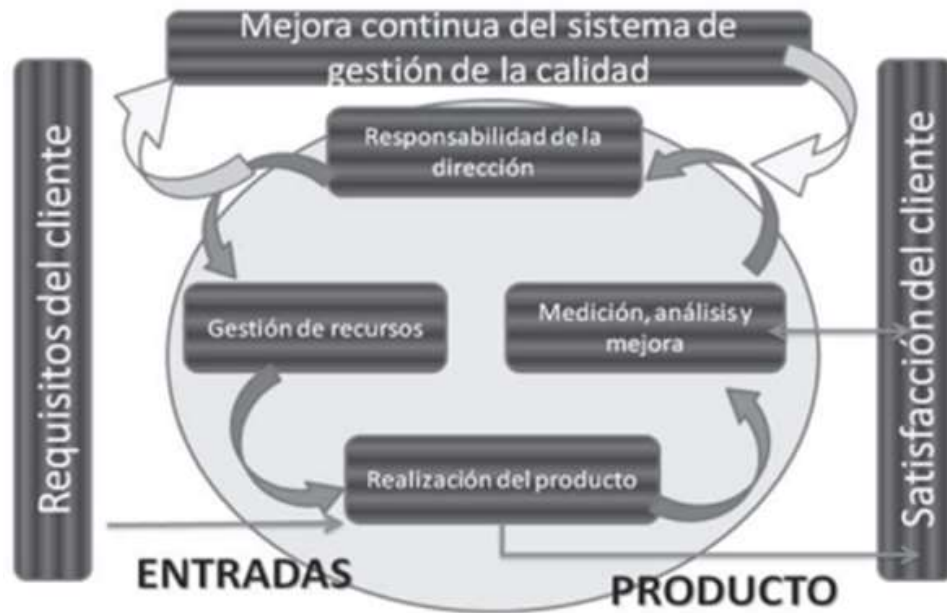 Mejora continua del sistema de
gestión de la calidad
Requisitos del cliente
Responsabilidad de la
dirección
Gestión de recursos
Medición, análisis y
mejora
Realización del producto
Satisfacción del cliente
ENTRADAS
PRODUCTO